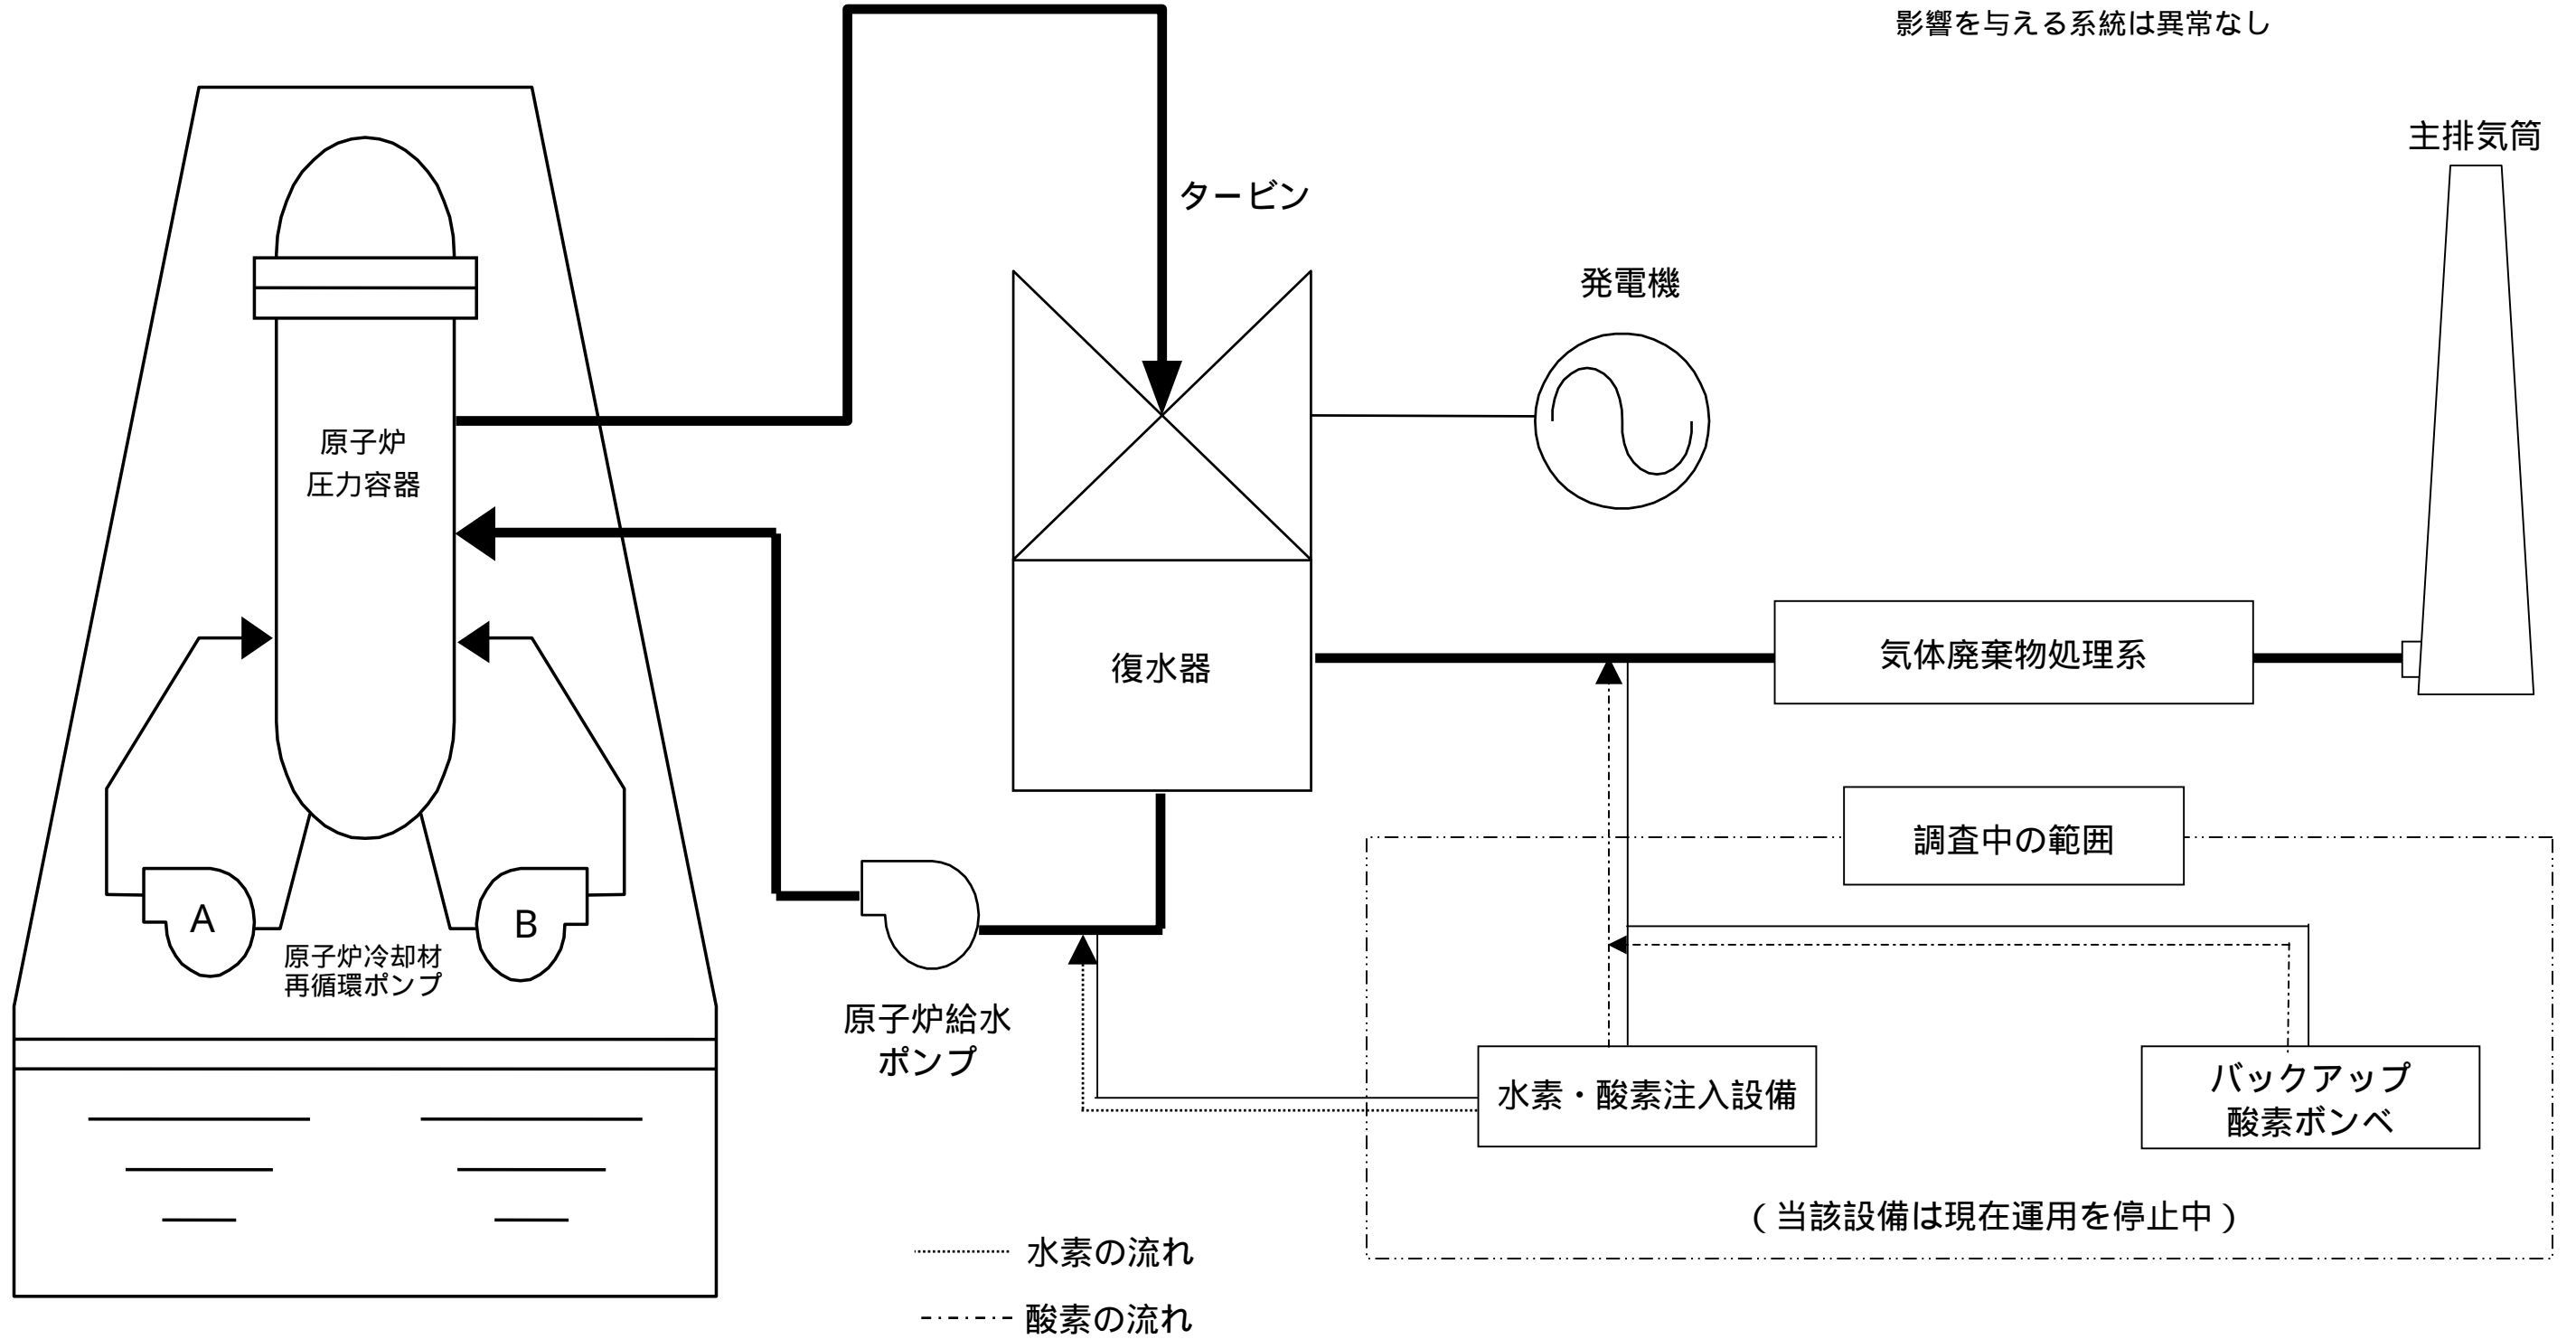 影響を与える系統は異常なし
主排気筒
タービン
発電機
原子炉
圧力容器
復水器
気体廃棄物処理系
調査中の範囲
A
B
原子炉冷却材
再循環ポンプ
原子炉給水
ポンプ
水素・酸素注入設備
バックアップ
酸素ボンベ
（当該設備は現在運用を停止中）
水素の流れ
酸素の流れ